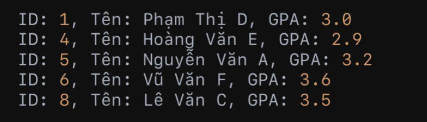 ID: 1, Tên: Phạm Thị D, GPA: 3.0
ID: 4, Tên: Hoàng Văn E, GPA: 2.9
ID: 5, Tên: Nguyễn Văn A, GPA: 3.2
ID: 6, Tên: Vũ Văn F, GPA: 3.6
ID: 8, Tên: Lê Văn C, GPA: 3.5